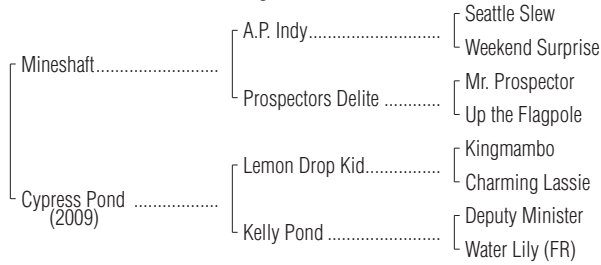 Seattle Slew
A.P. Indy
Weekend Surprise
Mineshaft
Mr. Prospector
Prospectors Delite
Up the Flagpole
Kingmambo
Lemon Drop Kid
Charming Lassie
Cypress Pond
(2009)
Deputy Minister
Kelly Pond
Water Lily (FR)